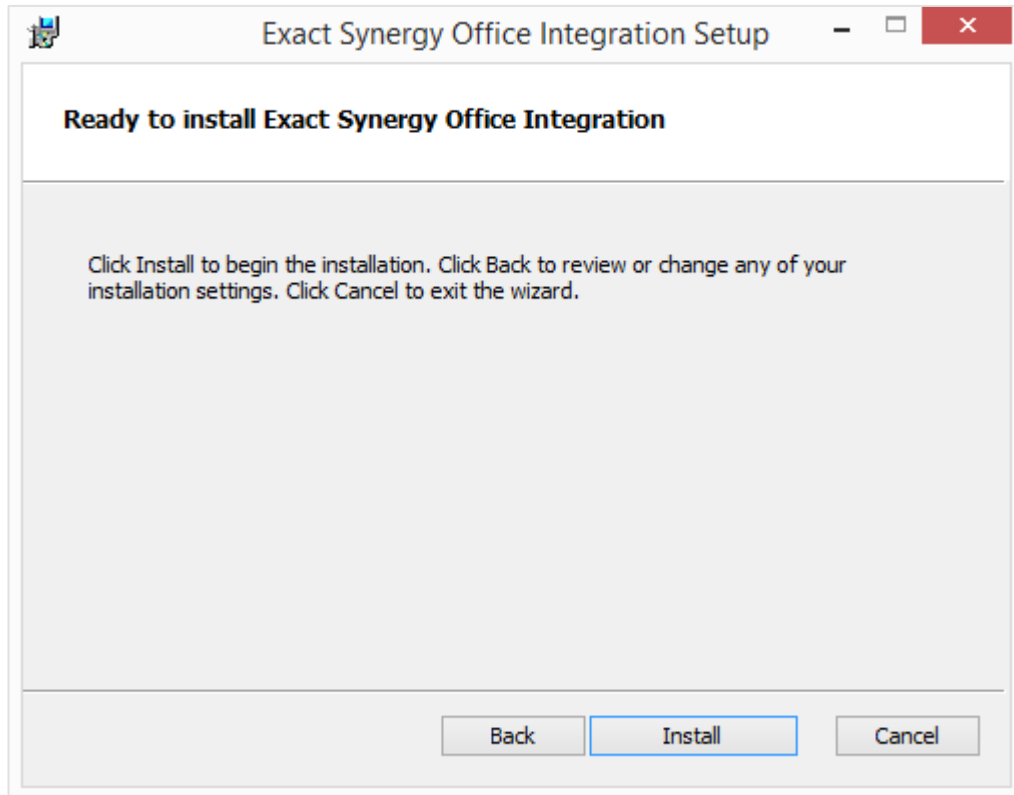 Exact Synergy Office Integration Setup
Ready to install Exact Synergy Office Integration
Click Install to begin the installation. Click Back to review or change any of your
installation settings. Click Cancel to exit the wizard.
Back Install Cancel